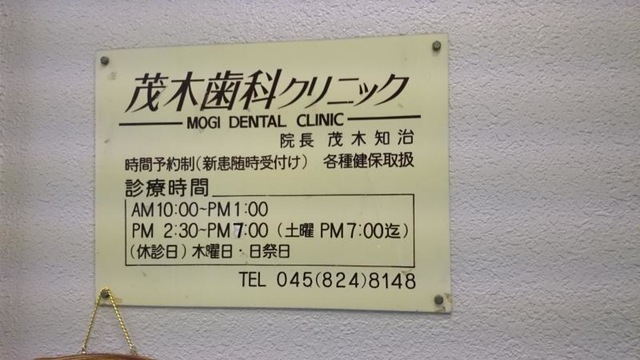 茂木歯科クリニック
MOGI DENTAL CLINIC
院長 茂木知治
時間予約制(新患随時受付け) 各種健保取扱
診療時間
AM10:00~PM1:00
PM 2:30~PM7:00 (土曜 PM7:00迄)
(休診日)木曜日・日祭日
TEL 045(824)8148